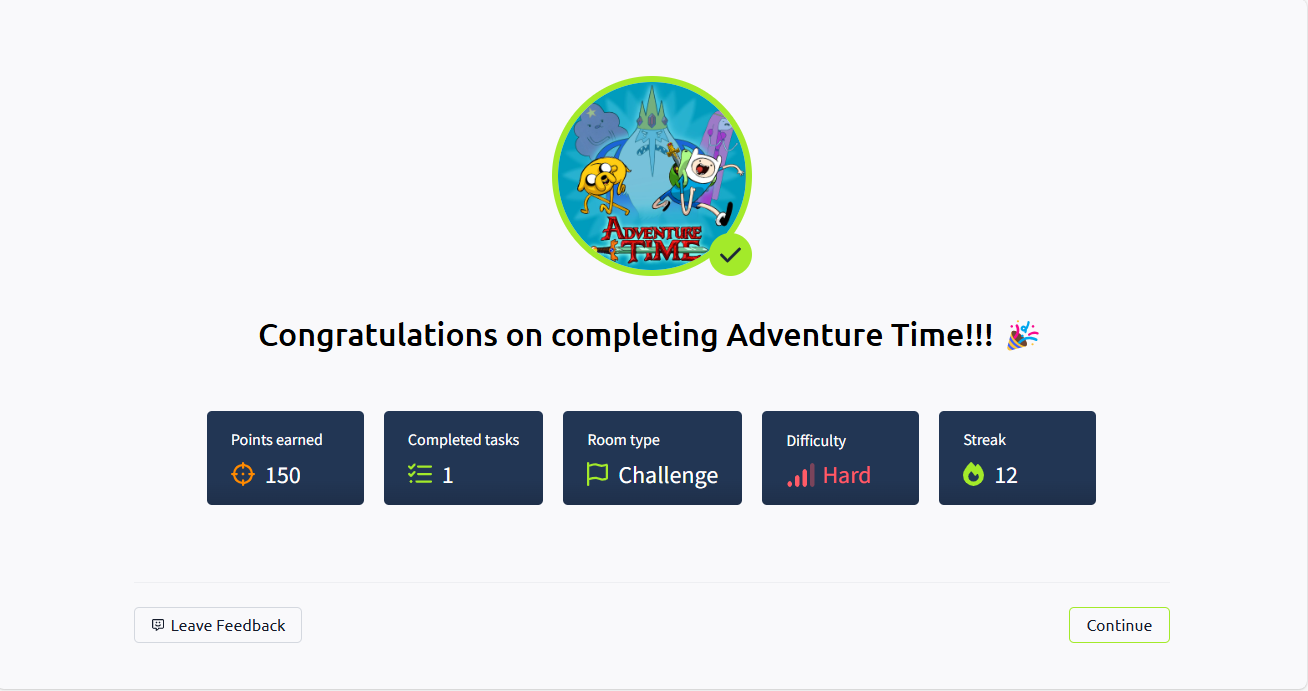 ADVENTURE
TIME
Congratulations on completing Adventure Time!!! 🎉
Points earned
150
Completed tasks
1
Room type
Challenge
Difficulty
Hard
Streak
12
Leave Feedback
Continue